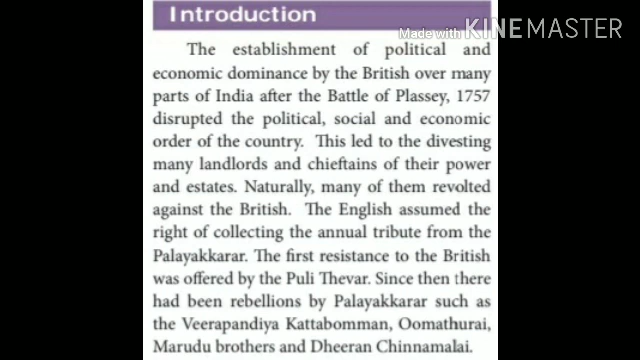 Introduction
Made with KINEMASTER
The establishment of political and
economic dominance by the British over many
parts of India after the Battle of Plassey, 1757
disrupted the political, social and economic
order of the country. This led to the divesting
many landlords and chieftains of their power
and estates. Naturally, many of them revolted
against the British. The English assumed the
right of collecting the annual tribute from the
Palayakkarar. The first resistance to the British
was offered by the Puli Thevar. Since then there
had been rebellions by Palayakkarar such as
the Veerapandiya Kattabomman, Oomathurai,
Marudu brothers and Dheeran Chinnamalai.